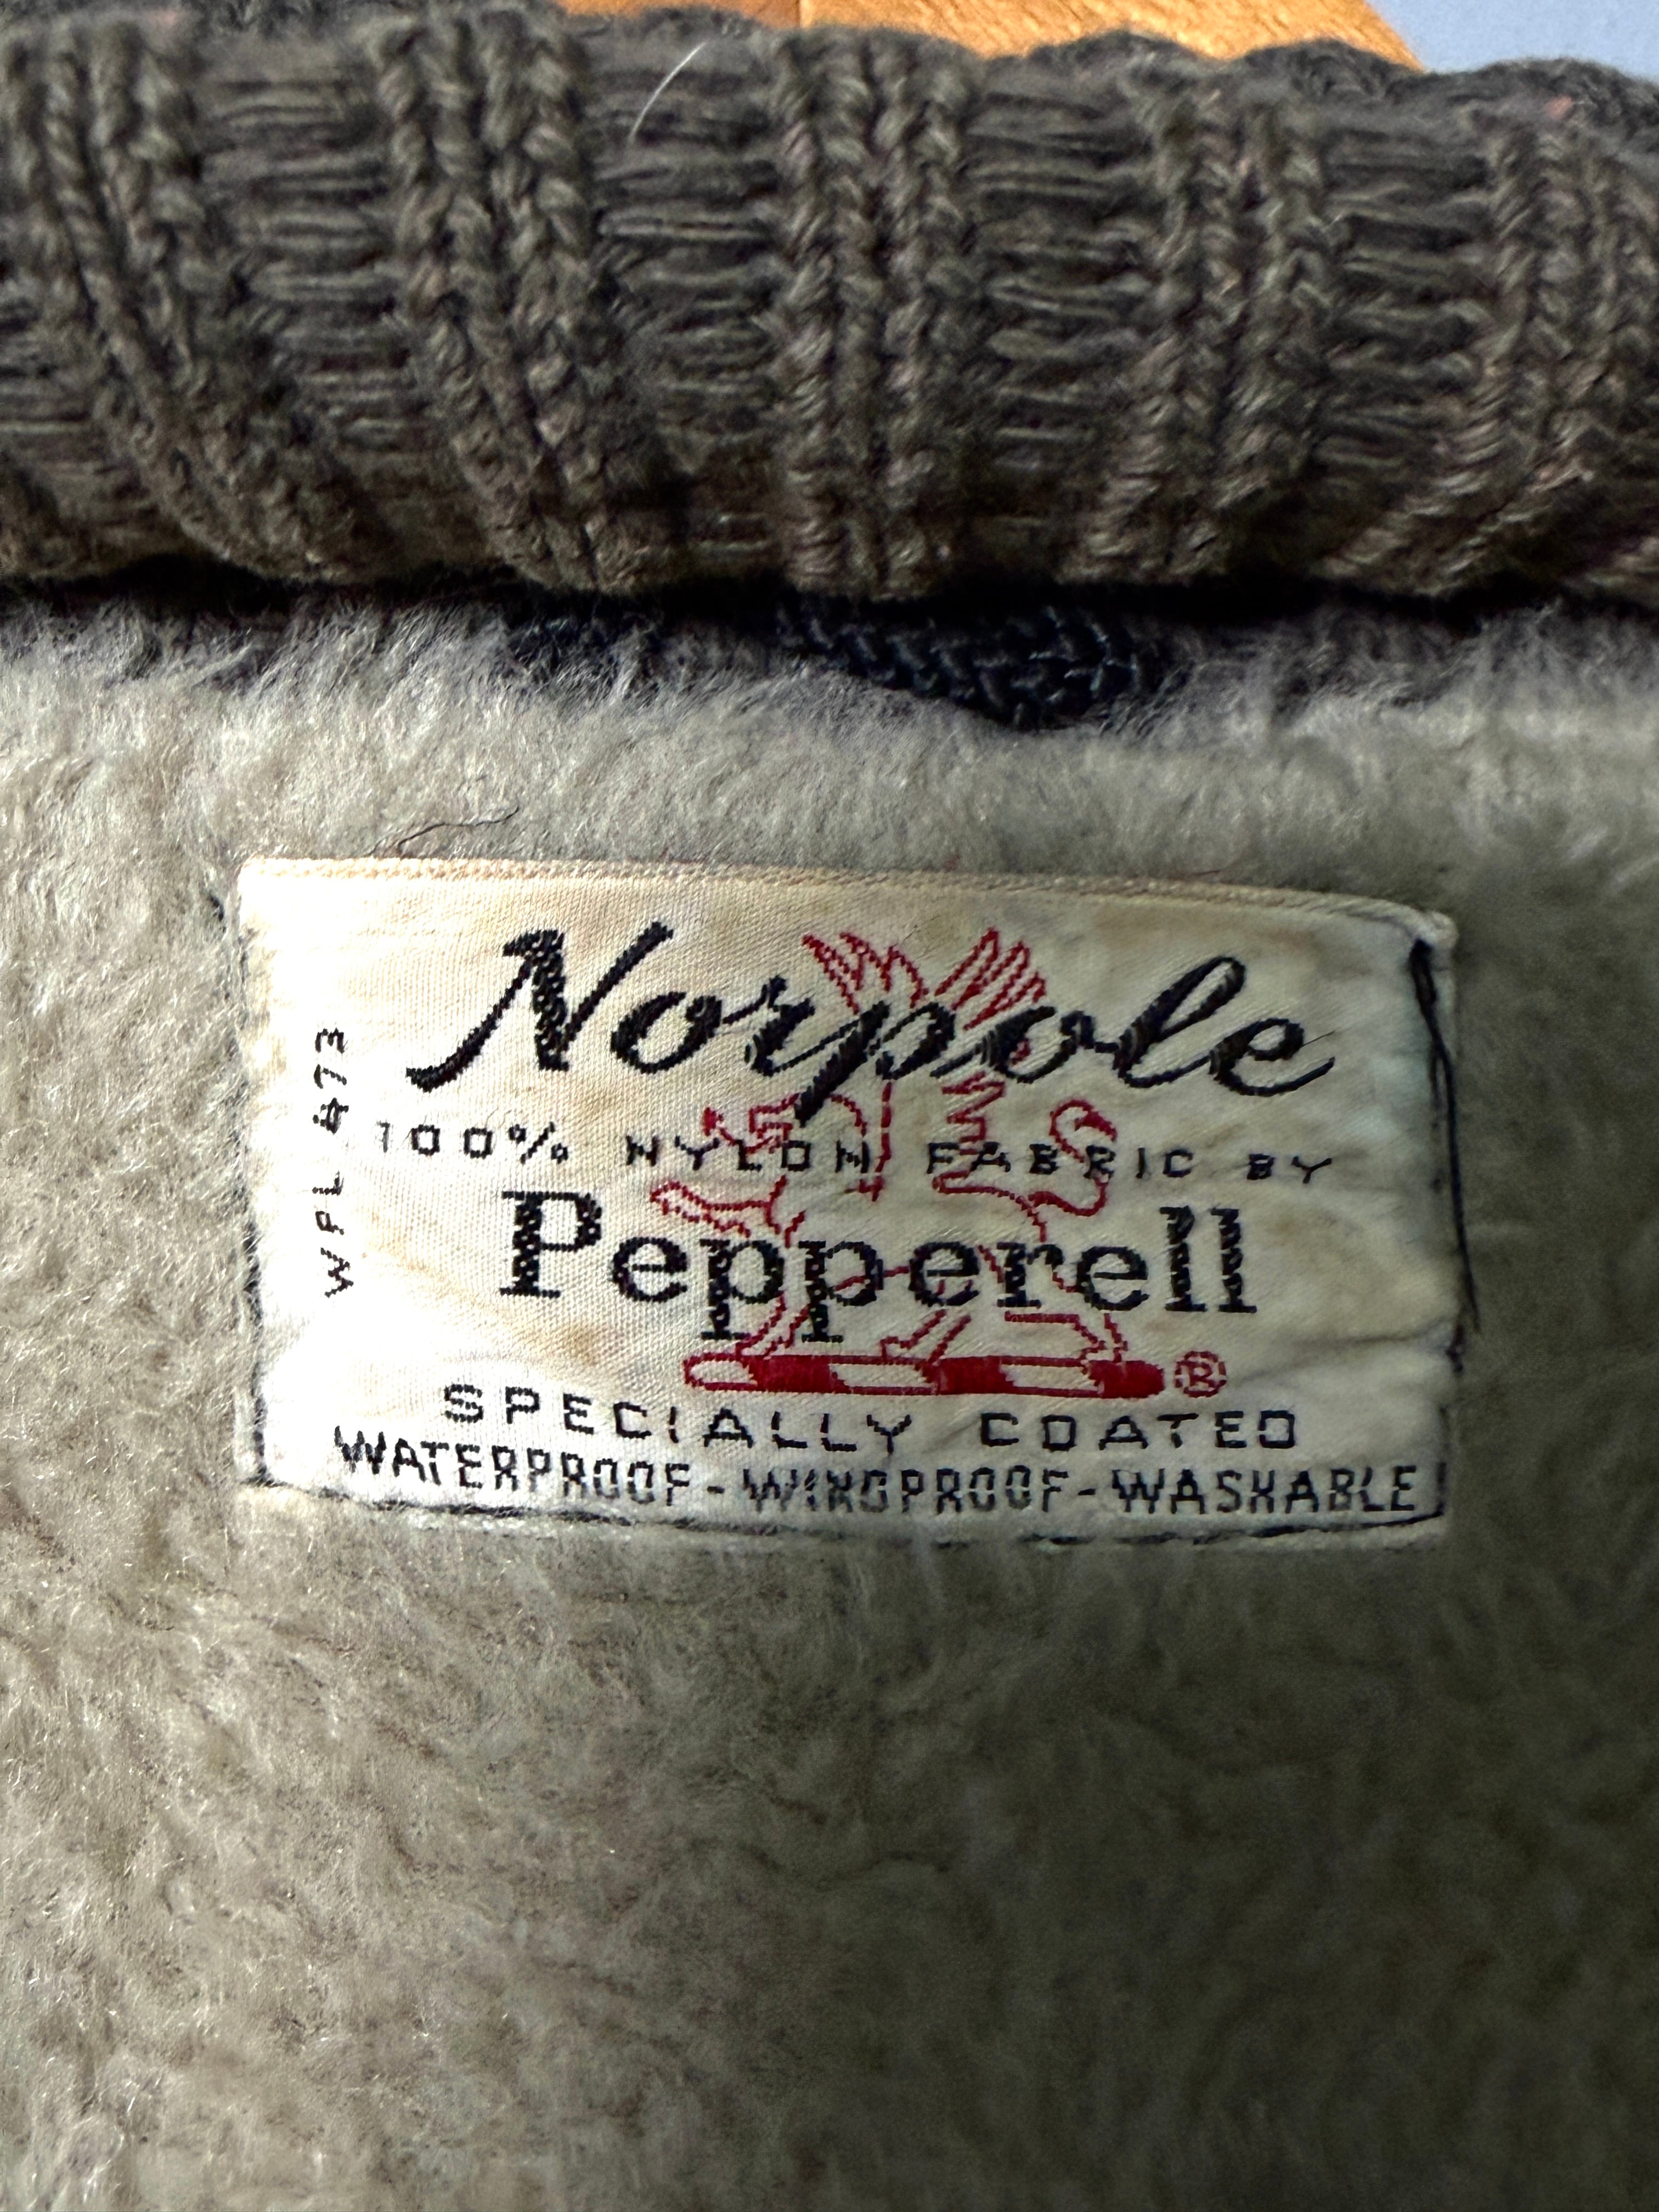 Norpole
100% NYLON FABRIC BY
Pepperell
®
SPECIALLY COATED
WATERPROOF-WINDPROOF-WASHABLE
WPL 473